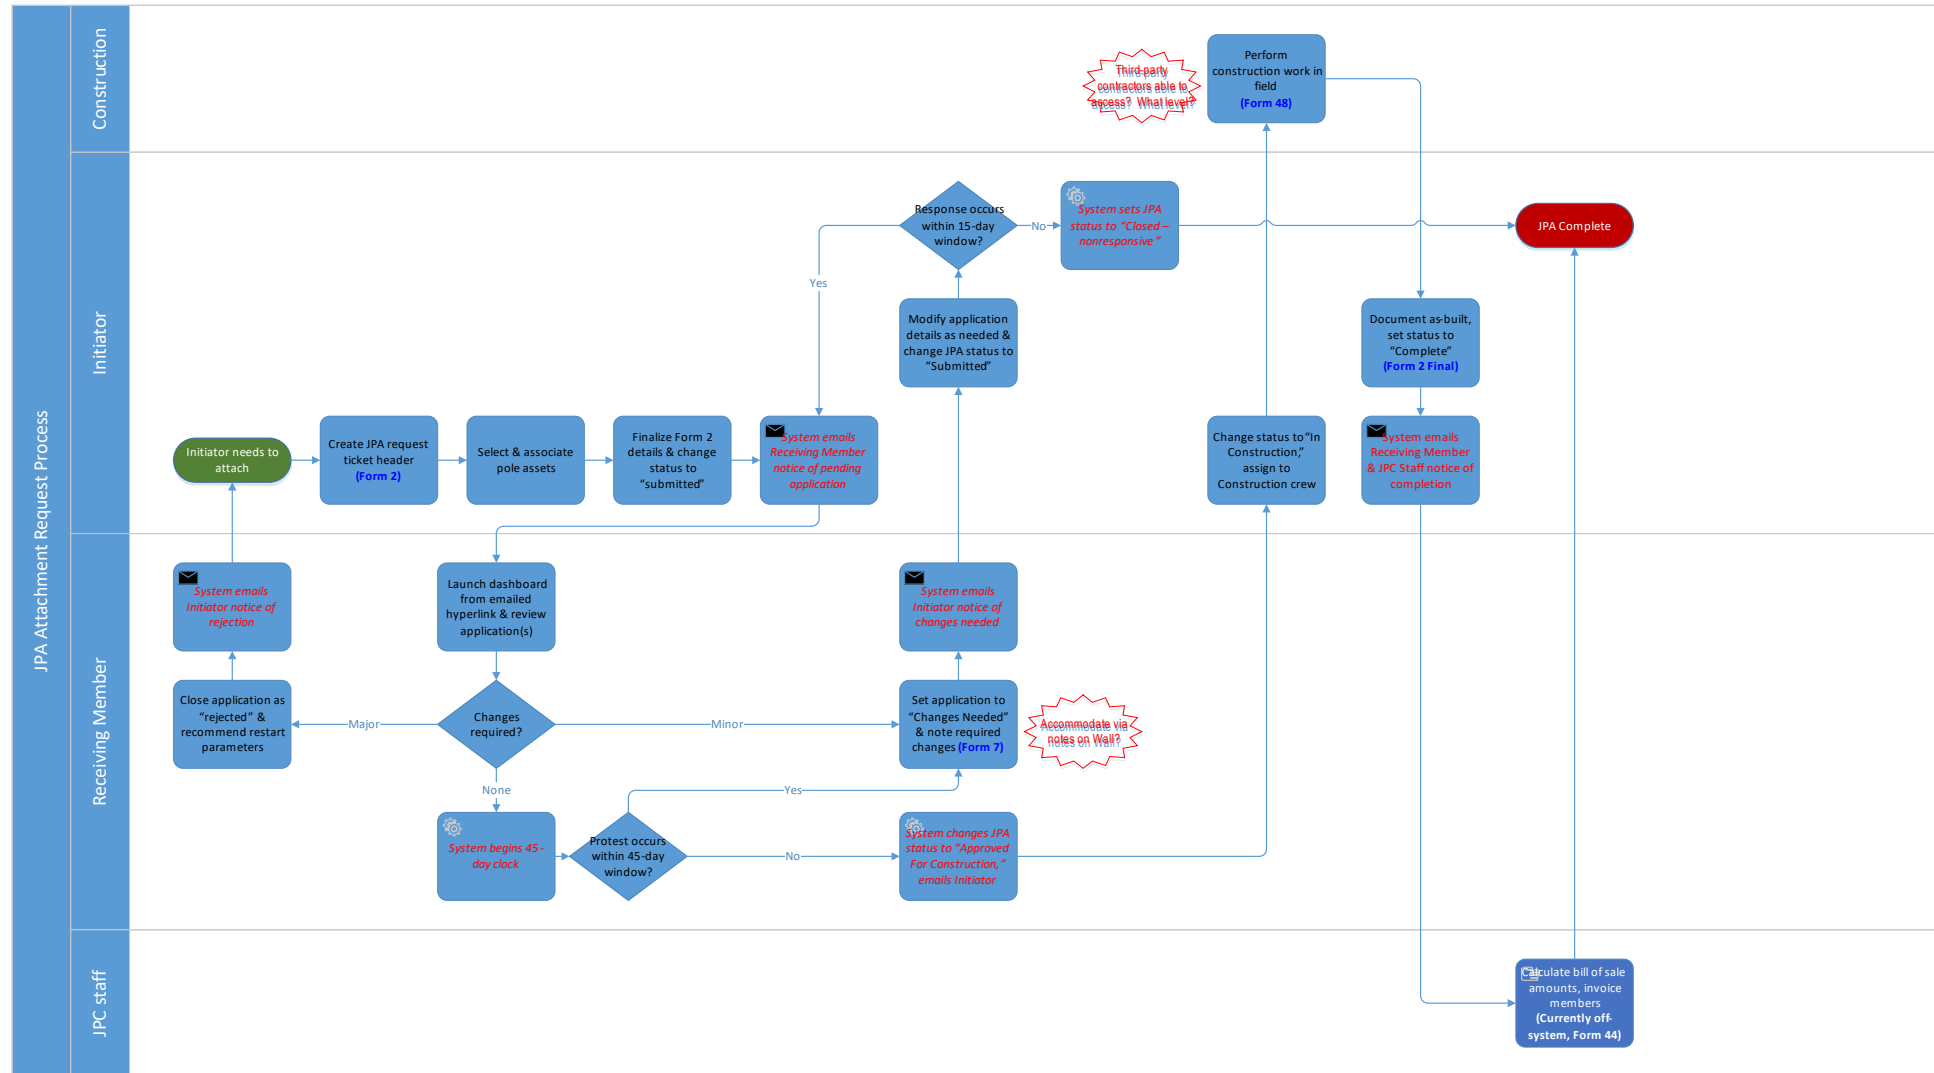 JPA Attachment Request Process
Construction
Third-party
contractors able to
access?  What level?
Perform
construction work in
field
(Form 48)
Initiator
Response occurs
within 15-day
window?
No
System sets JPA
status to “Closed –
nonresponsive”
JPA Complete
Yes
Modify application
details as needed &
change JPA status to
“Submitted”
Document as-built,
set status to
“Complete”
(Form 2 Final)
Initiator needs to
attach
Create JPA request
ticket header
(Form 2)
Select & associate
pole assets
Finalize Form 2
details & change
status to
“submitted”
System emails
Receiving Member
notice of pending
application
Change status to “In
Construction,”
assign to
Construction crew
System emails
Receiving Member
& JPC Staff notice of
completion
Receiving Member
System emails
Initiator notice of
rejection
Launch dashboard
from emailed
hyperlink & review
application(s)
System emails
Initiator notice of
changes needed
Close application as
“rejected” &
recommend restart
parameters
Major
Changes
required?
Minor
Set application to
“Changes Needed”
& note required
changes (Form 7)
Accommodate via
notes on Wall?
None
Yes
System begins 45-
day clock
Protest occurs
within 45-day
window?
No
System changes JPA
status to “Approved
For Construction,”
emails Initiator
JPC staff
Calculate bill of sale
amounts, invoice
members
(Currently off-
system, Form 44)